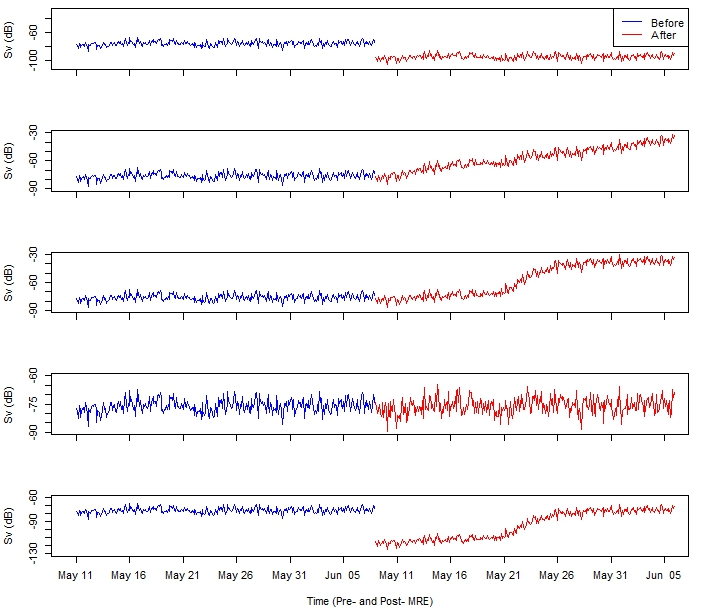 Before
After
Sv (dB)
-60
-100
Sv (dB)
-30
-60
-90
Sv (dB)
-30
-60
-90
Sv (dB)
-60
-75
-90
Sv (dB)
-60
-90
-130
May 11 May 16 May 21 May 26 May 31 Jun 05 May 11 May 16 May 21 May 26 May 31 Jun 05
Time (Pre- and Post- MRE)